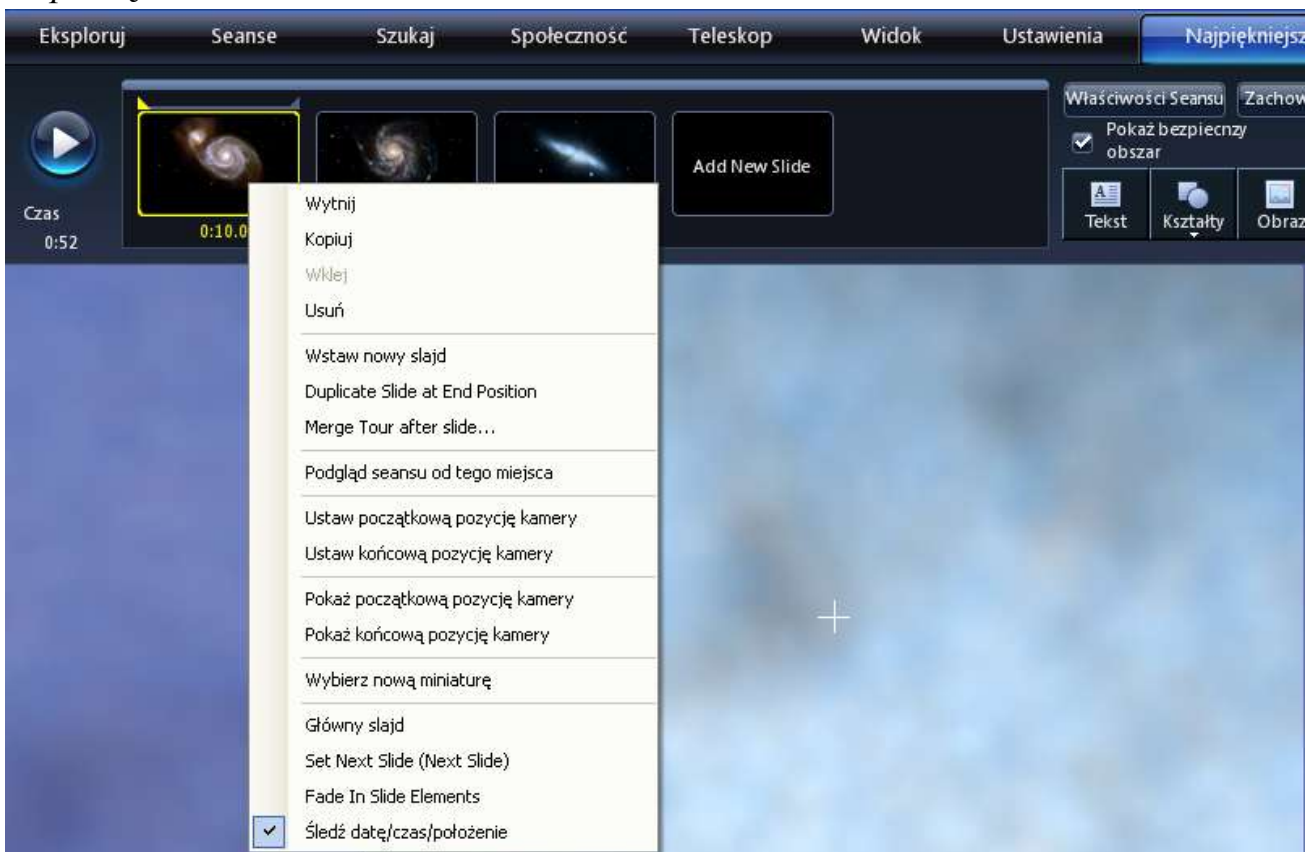 Eksploruj Seanse Szukaj Społeczność Teleskop Widok Ustawienia Najpiękniejsz
Właściwości Seansu Zachow
Pokaż bezpiecnzy
obszar
Add New Slide
Tekst Kształty Obraz
Czas
0:52
0:10.0
Wytnij
Kopiuj
Wklej
Usuń
Wstaw nowy slajd
Duplicate Slide at End Position
Merge Tour after slide...
Podgląd seansu od tego miejsca
Ustaw początkową pozycję kamery
Ustaw końcową pozycję kamery
Pokaż początkową pozycję kamery
Pokaż końcową pozycję kamery
Wybierz nową miniaturę
Główny slajd
Set Next Slide (Next Slide)
Fade In Slide Elements
Śledź datę/czas/położenie